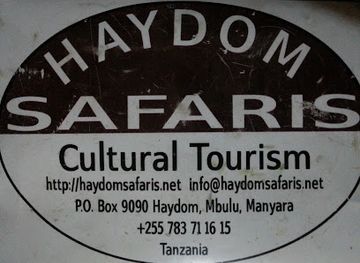 HAYDOM
SAFARIS
Cultural Tourism
http://haydomsafaris.net info@haydomsafaris.net
P.O. Box 9090 Haydom, Mbulu, Manyara
+255 783 71 16 15
Tanzania